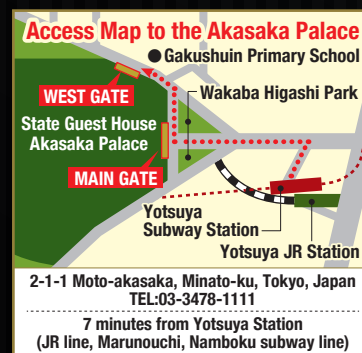 Access Map to the Akasaka Palace
● Gakushuin Primary School
WEST GATE
Wakaba Higashi Park
State Guest House
Akasaka Palace
MAIN GATE
Yotsuya
Subway Station
Yotsuya JR Station
2-1-1 Moto-akasaka, Minato-ku, Tokyo, Japan
TEL:03-3478-1111
7 minutes from Yotsuya Station
(JR line, Marunouchi, Namboku subway line)